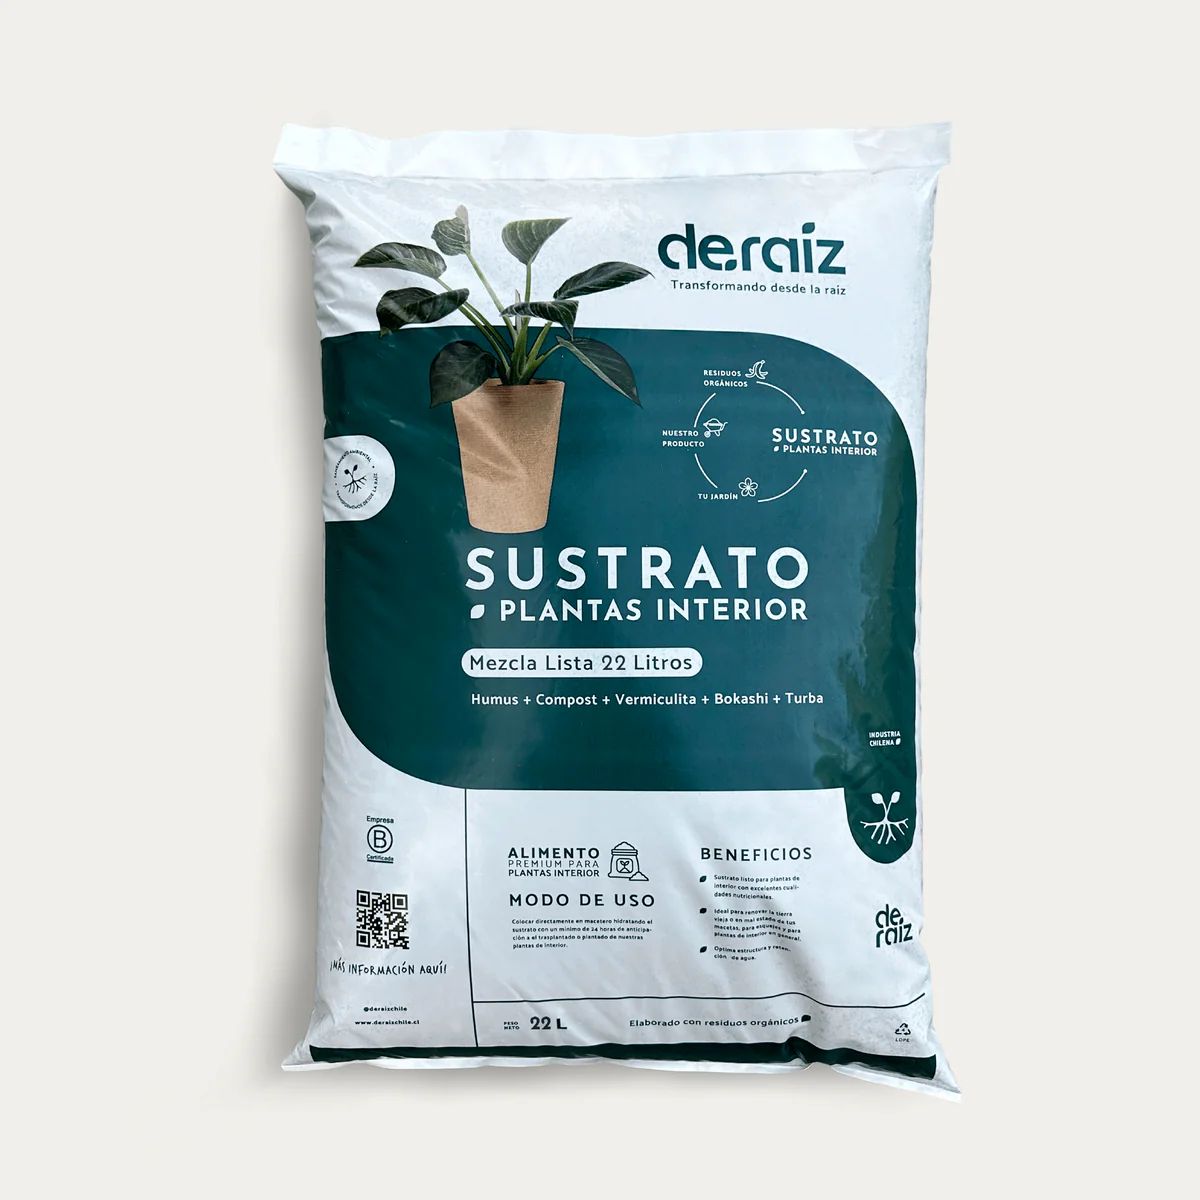 deraíz
Transformando desde la raíz
RESIDUOS
ORGÁNICOS
NUESTRO
PRODUCTO
SUSTRATO
PLANTAS INTERIOR
TU JARDÍN
SUSTRATO
PLANTAS INTERIOR
Mezcla Lista 22 Litros
Humus + Compost + Vermiculita + Bokashi + Turba
INDUSTRIA
CHILENA
Empresa
B
Certificada
¡MÁS INFORMACIÓN AQUÍ!
@deraizchile
www.deraizchile.cl
ALIMENTO
PREMIUM PARA
PLANTAS INTERIOR
MODO DE USO
Colocar directamente en macetero hidratando el
sustrato con un mínimo de 24 horas de anticipa-
ción a el trasplantado o plantado de nuestras
plantas de interior.
BENEFICIOS
Sustrato listo para plantas de
interior con excelentes cuali-
dades nutricionales.
Ideal para renovar la tierra
vieja o en mal estado de tus
macetas, para esquejes y para
plantas de interior en general.
Optima estructura y reten-
ción de agua.
de
raíz
PESO
NETO
22 L
Elaborado con residuos orgánicos
LDPE